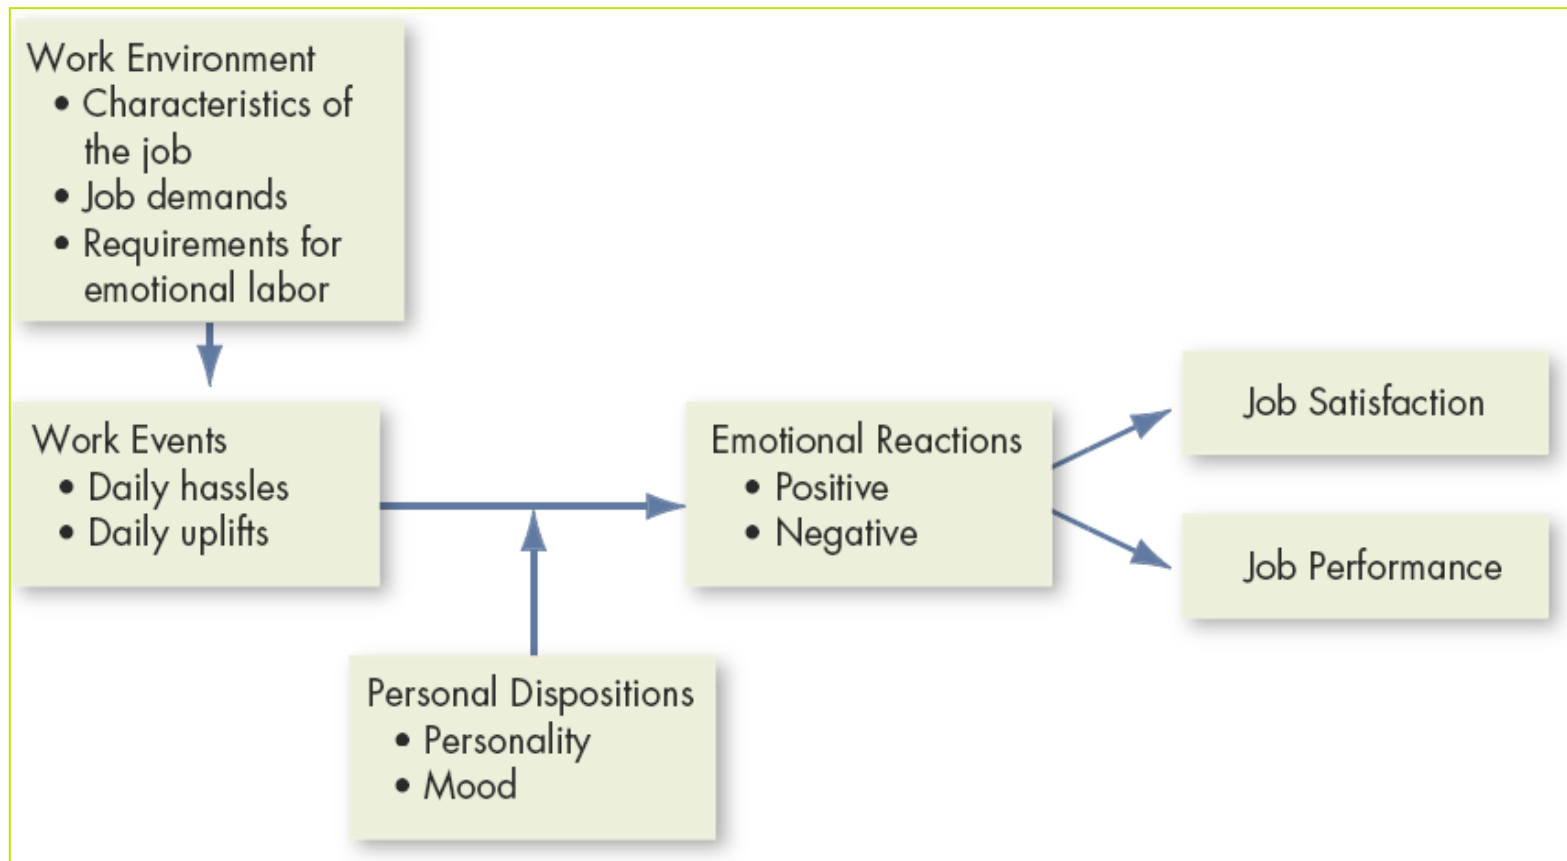 Work Environment
• Characteristics of
the job
• Job demands
• Requirements for
emotional labor
Work Events
• Daily hassles
• Daily uplifts
Personal Dispositions
• Personality
• Mood
Emotional Reactions
• Positive
• Negative
Job Satisfaction
Job Performance